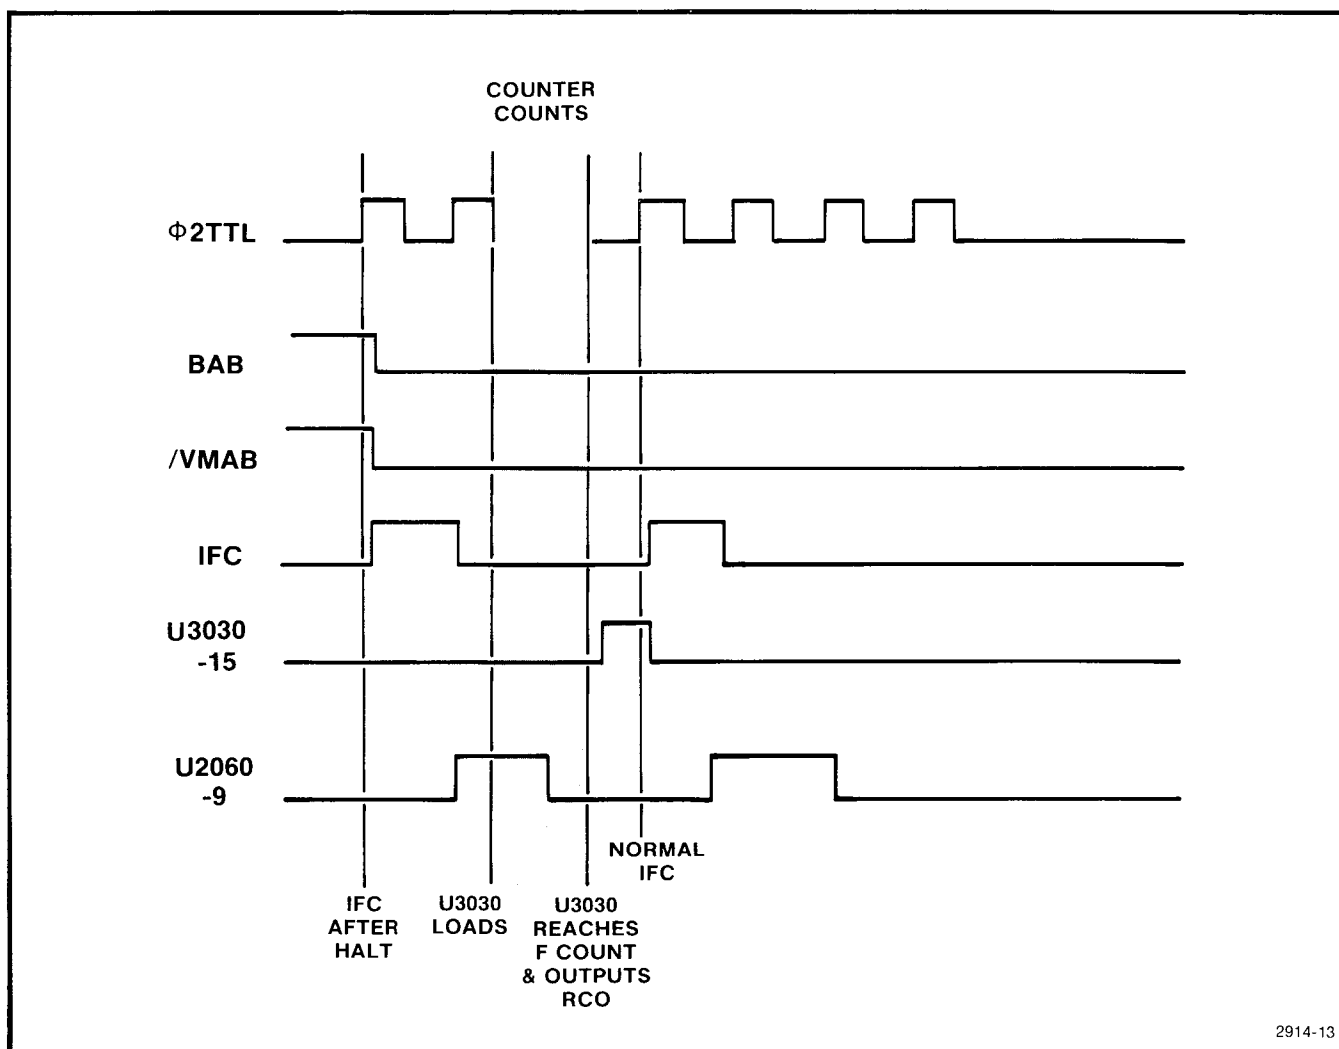 COUNTER
COUNTS
Φ2TTL
BAB
/VMAB
IFC
U3030
-15
U2060
-9
NORMAL
IFC
IFC
AFTER
HALT
U3030
LOADS
U3030
REACHES
F COUNT
& OUTPUTS
RCO
2914-13